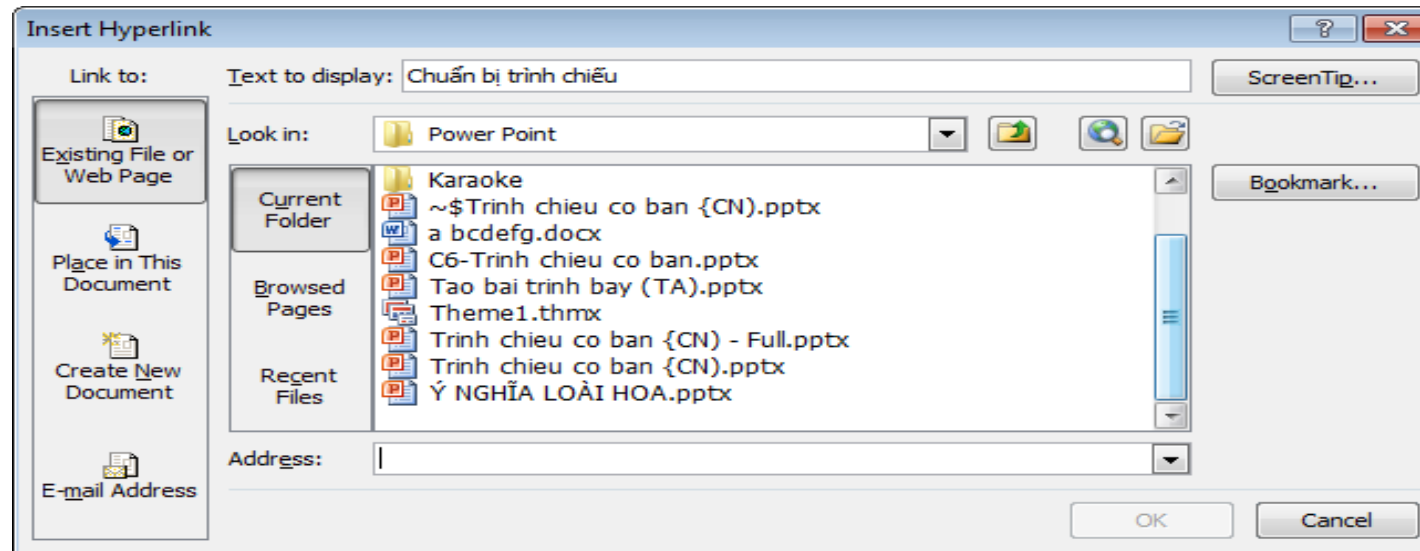 Insert Hyperlink
Link to:
Text to display: Chuẩn bị trình chiếu
ScreenTip...
Existing File or
Web Page
Look in: Power Point
Current
Folder
Karaoke
~$Trinh chieu co ban {CN).pptx
a bcdefg.docx
C6-Trinh chieu co ban.pptx
Tao bai trinh bay (TA).pptx
Theme1.thmx
Trinh chieu co ban {CN) - Full.pptx
Trinh chieu co ban {CN).pptx
Ý NGHĨA LOÀI HOA.pptx
Bookmark...
Place in This
Document
Browsed
Pages
Create New
Document
Recent
Files
E-mail Address
Address:
OK
Cancel